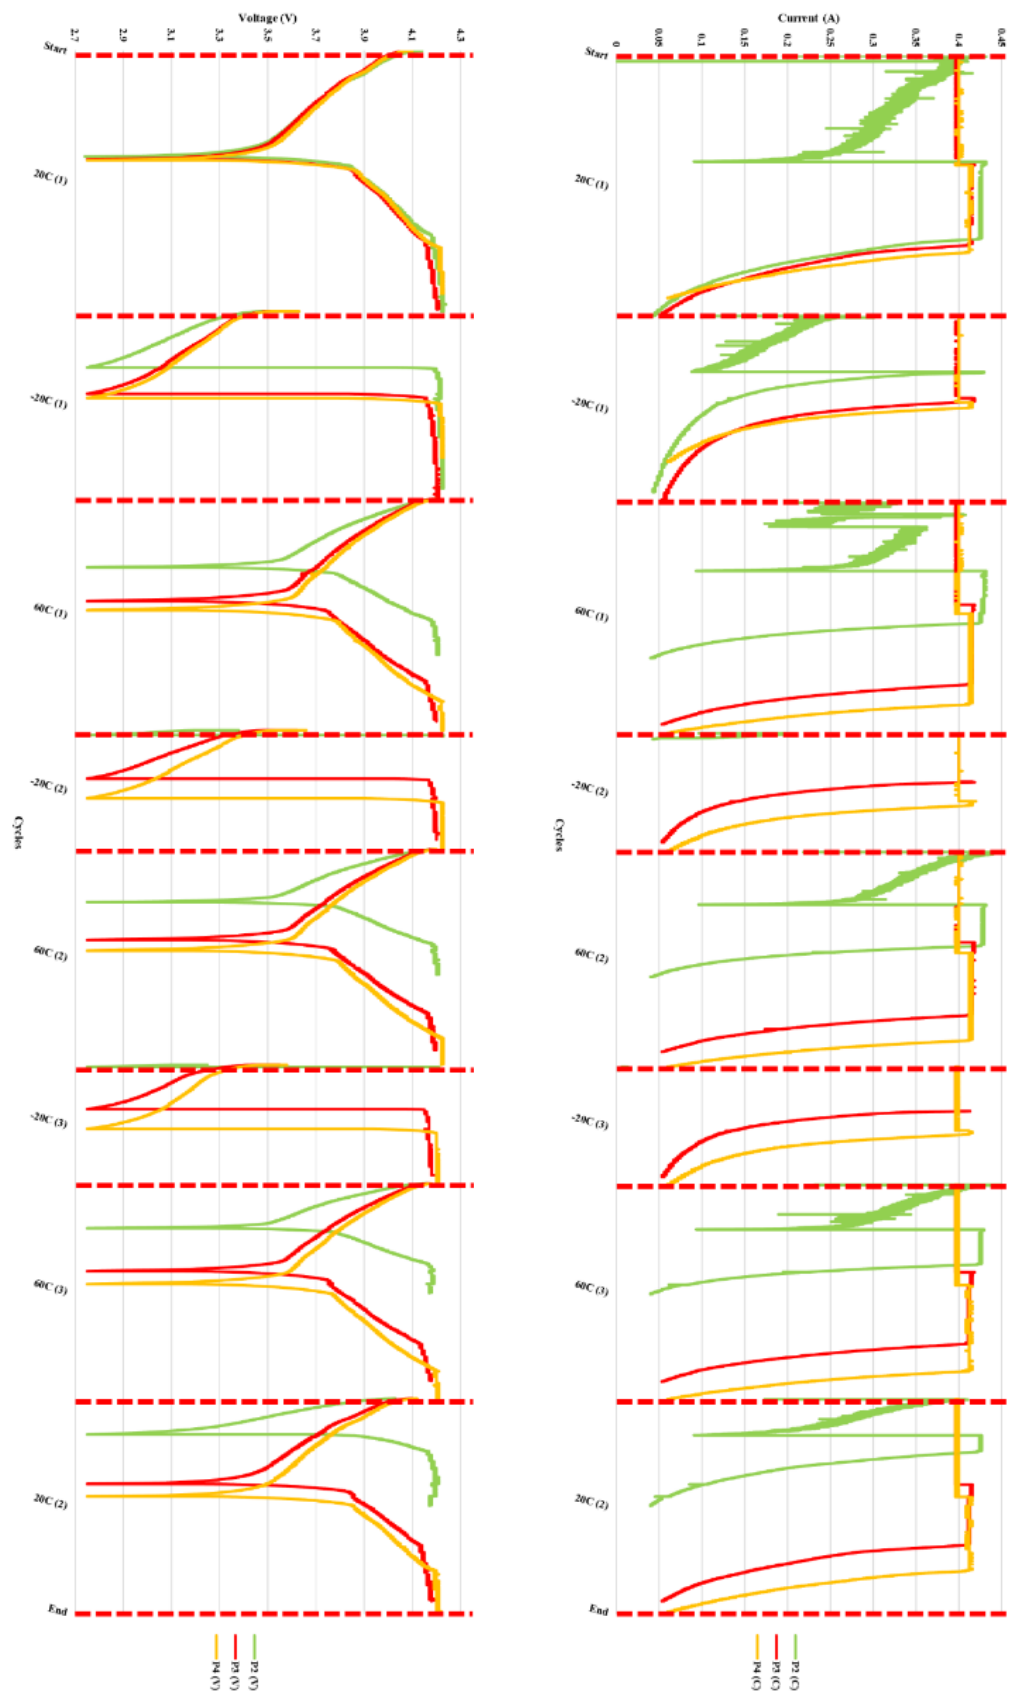 Current (A)
0
0.05
0.1
0.15
0.2
0.25
0.3
0.35
0.4
0.45
Start
20C (1)
-20C (1)
60C (1)
-20C (2)
60C (2)
-20C (3)
60C (3)
20C (2)
Cycles
P2 (C)
P3 (C)
P4 (C)
Voltage (V)
2.7
2.9
3.1
3.3
3.5
3.7
3.9
4.1
4.3
Start
20C (1)
-20C (1)
60C (1)
-20C (2)
60C (2)
-20C (3)
60C (3)
20C (2)
End
Cycles
P2 (V)
P3 (V)
P4 (V)